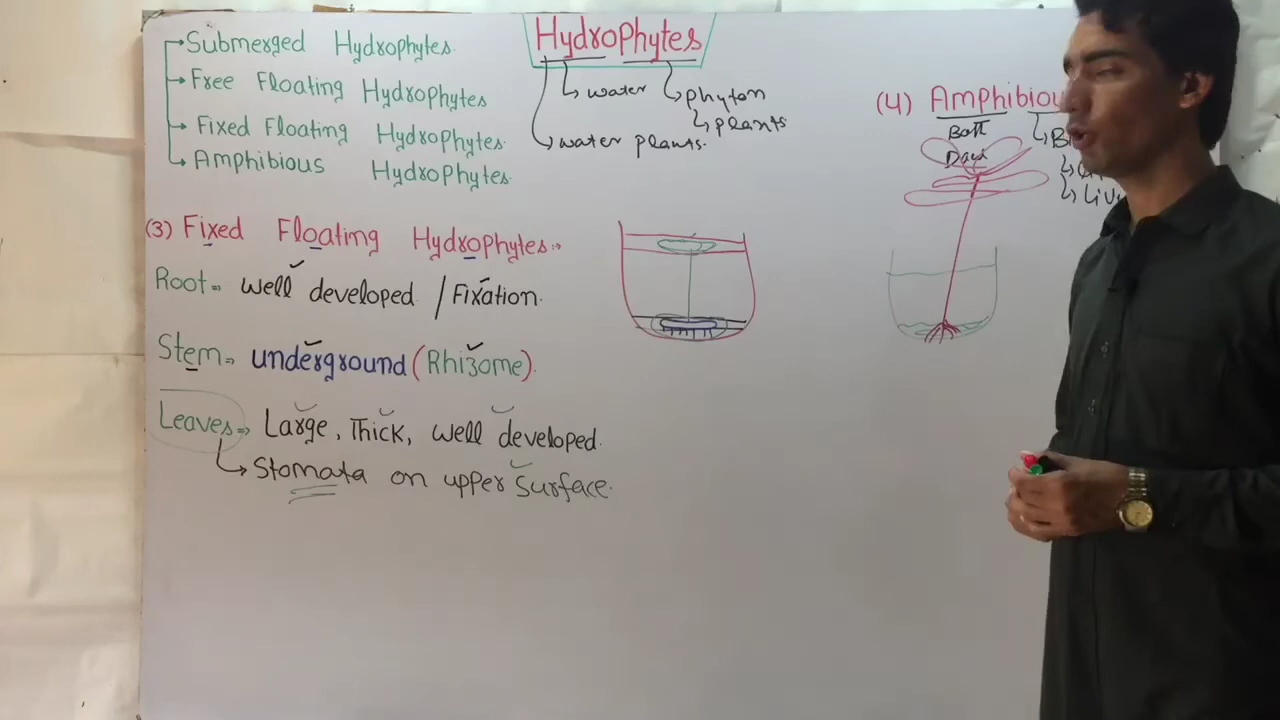 Hydrophytes
water
phyton
plants
water plants.
Submerged Hydrophytes.
Free Floating Hydrophytes
Fixed Floating Hydrophytes.
Amphibious Hydrophytes.
(3) Fixed Floating Hydrophytes:-
Root= well developed / Fixation.
Stem= underground (Rhizome).
Leaves=> Large, Thick, well developed.
Stomata on upper surface.
(4) Amphibiou